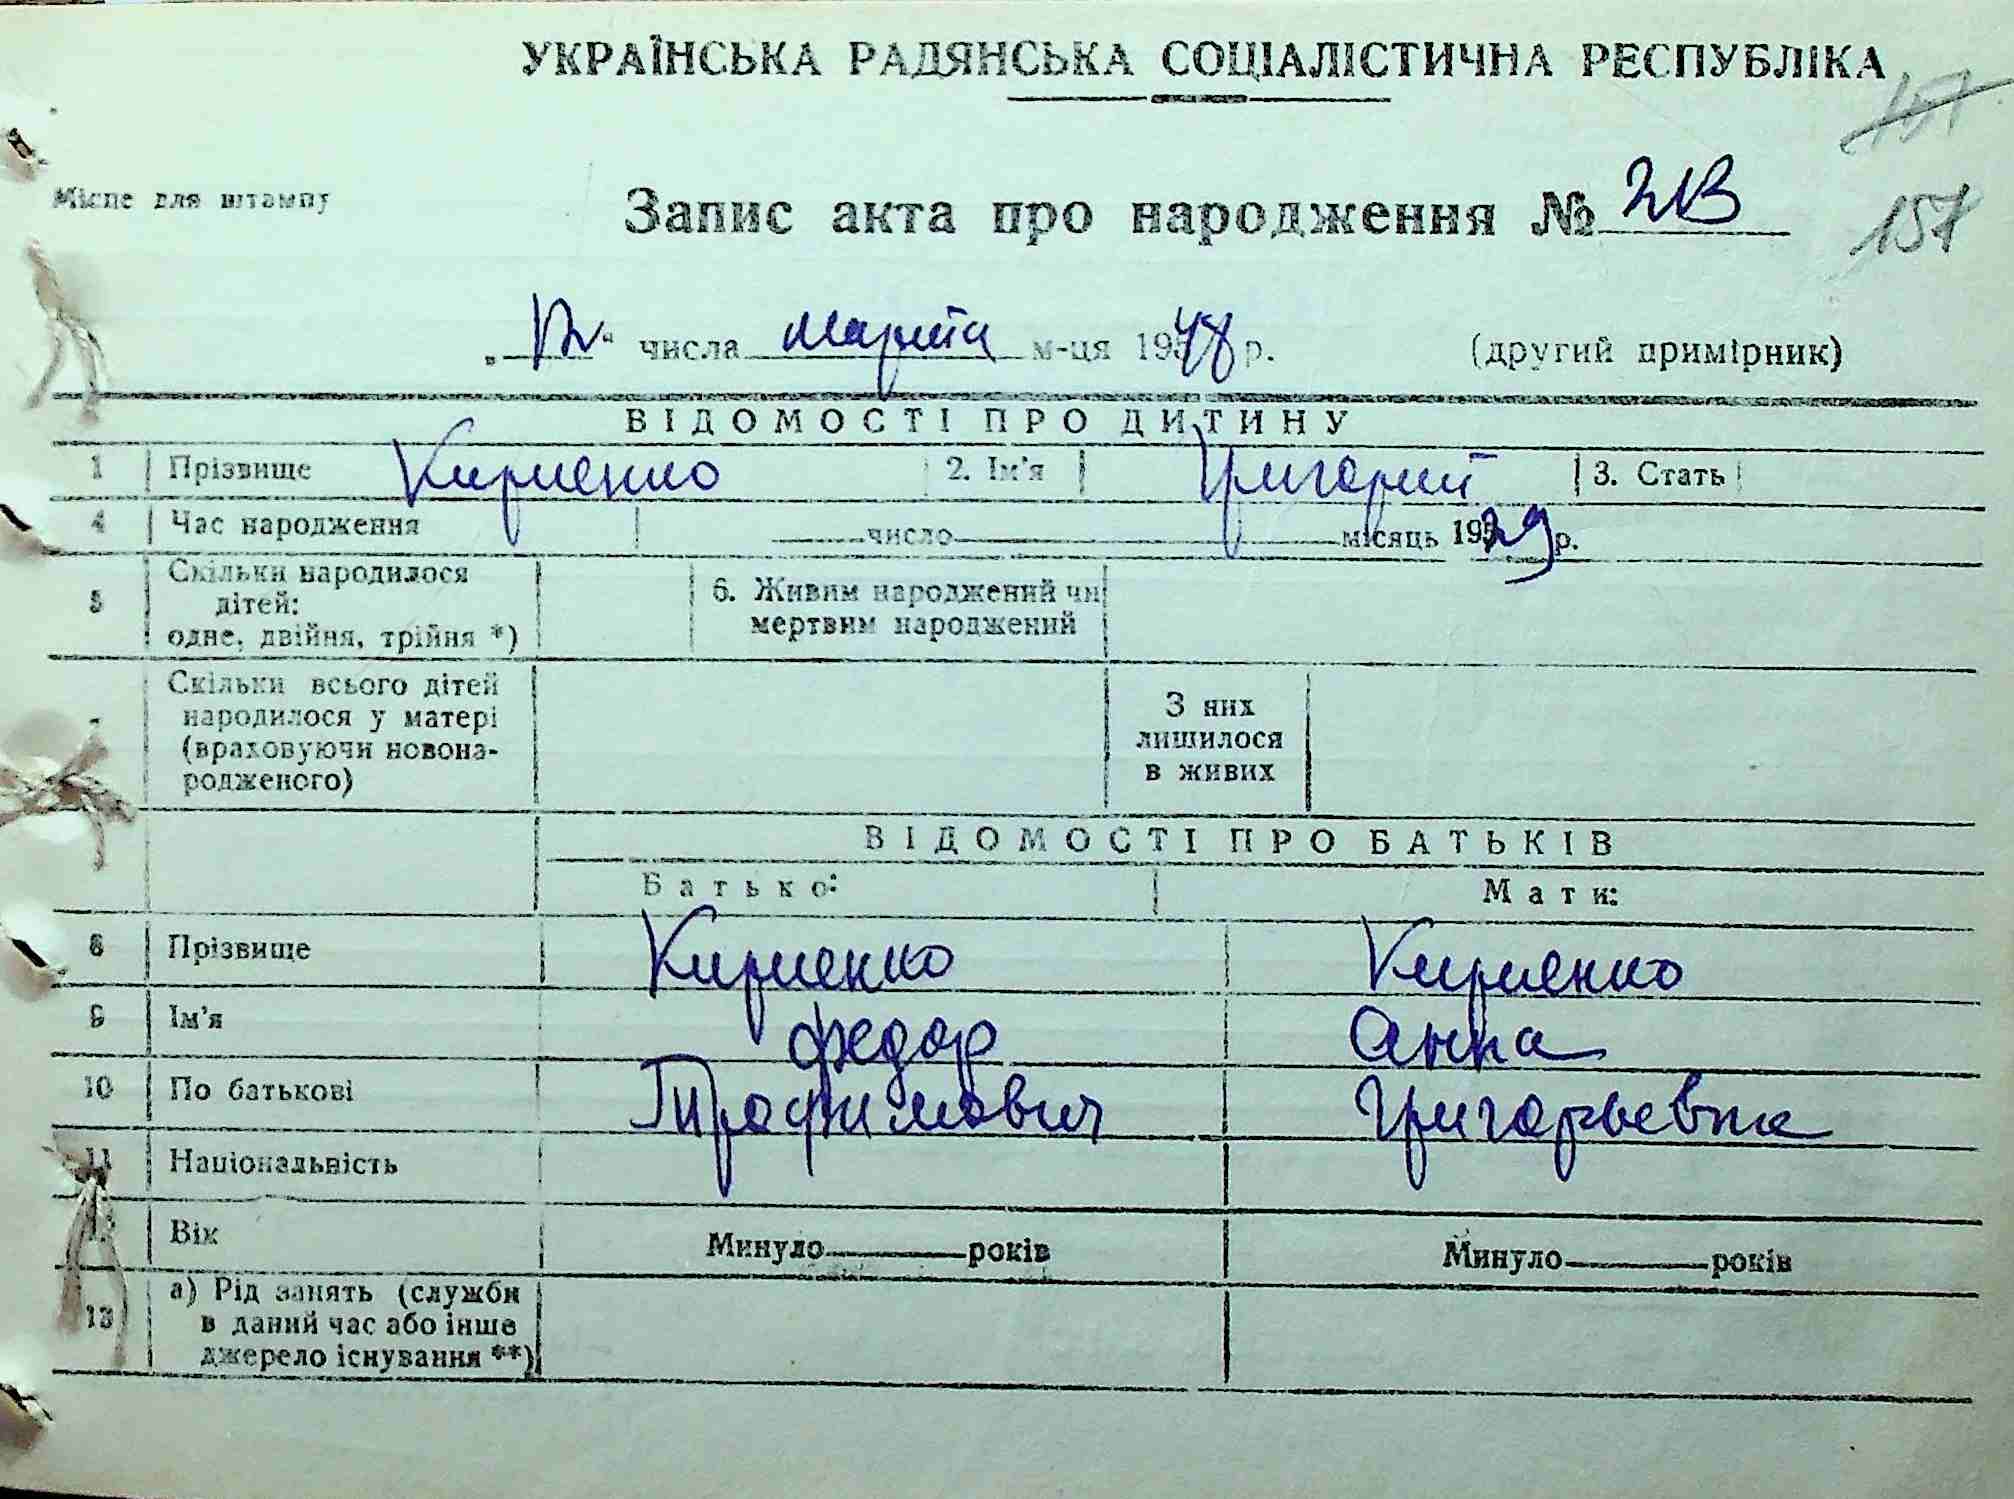 УКРАЇНСЬКА РАДЯНСЬКА СОЦІАЛІСТИЧНА РЕСПУБЛІКА
157
Місце для штампу
Запис акта про народження №
157
„12“ числа марта м-ця 1948 р. (другий примірник)
ВІДОМОСТІ ПРО ДИТИНУ
1 Прізвище Кириенко 2. Ім'я Григорий 3. Стать
4 Час народження число місяць 1929 р.
5 Скільки народилося дітей: одне, двійня, трійня *) 6. Живим народжений чи мертвим народжений
Скільки всього дітей народилося у матері (враховуючи новонародженого) З них лишилося в живих
ВІДОМОСТІ ПРО БАТЬКІВ
Батько: Мати:
8 Прізвище Кириенко Кириенко
9 Ім'я Федор Анна
10 По батькові Трофимович Григорьевна
11 Національність
12 Вік Минуло років Минуло років
13 а) Рід занять (служби в даний час або інше джерело існування **)